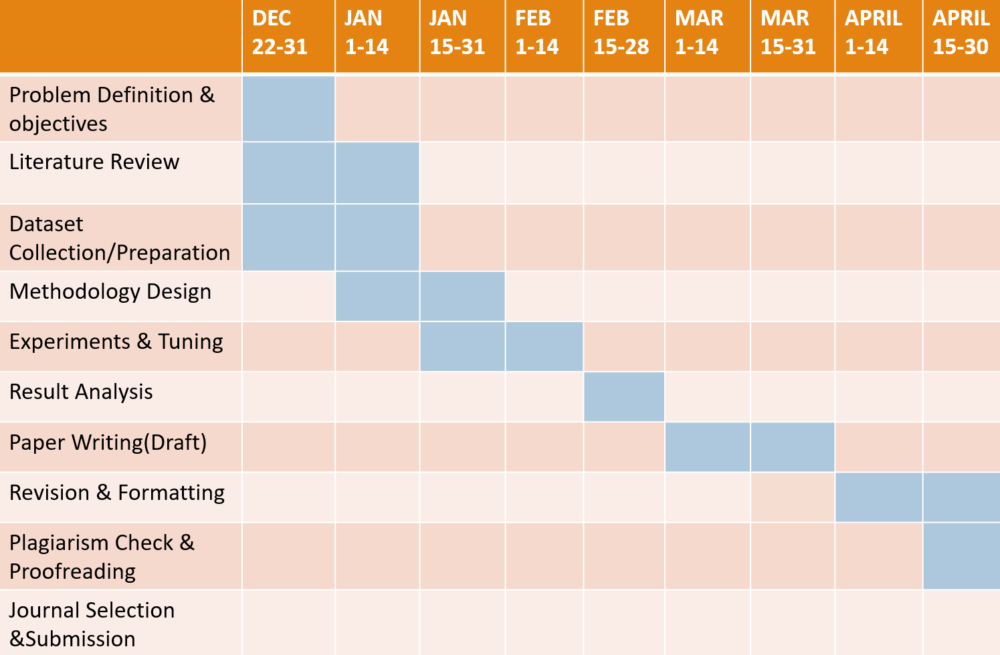 DEC
22-31
JAN
1-14
JAN
15-31
FEB
1-14
FEB
15-28
MAR
1-14
MAR
15-31
APRIL
1-14
APRIL
15-30
Problem Definition &
objectives
Literature Review
Dataset
Collection/Preparation
Methodology Design
Experiments & Tuning
Result Analysis
Paper Writing(Draft)
Revision & Formatting
Plagiarism Check &
Proofreading
Journal Selection
&Submission